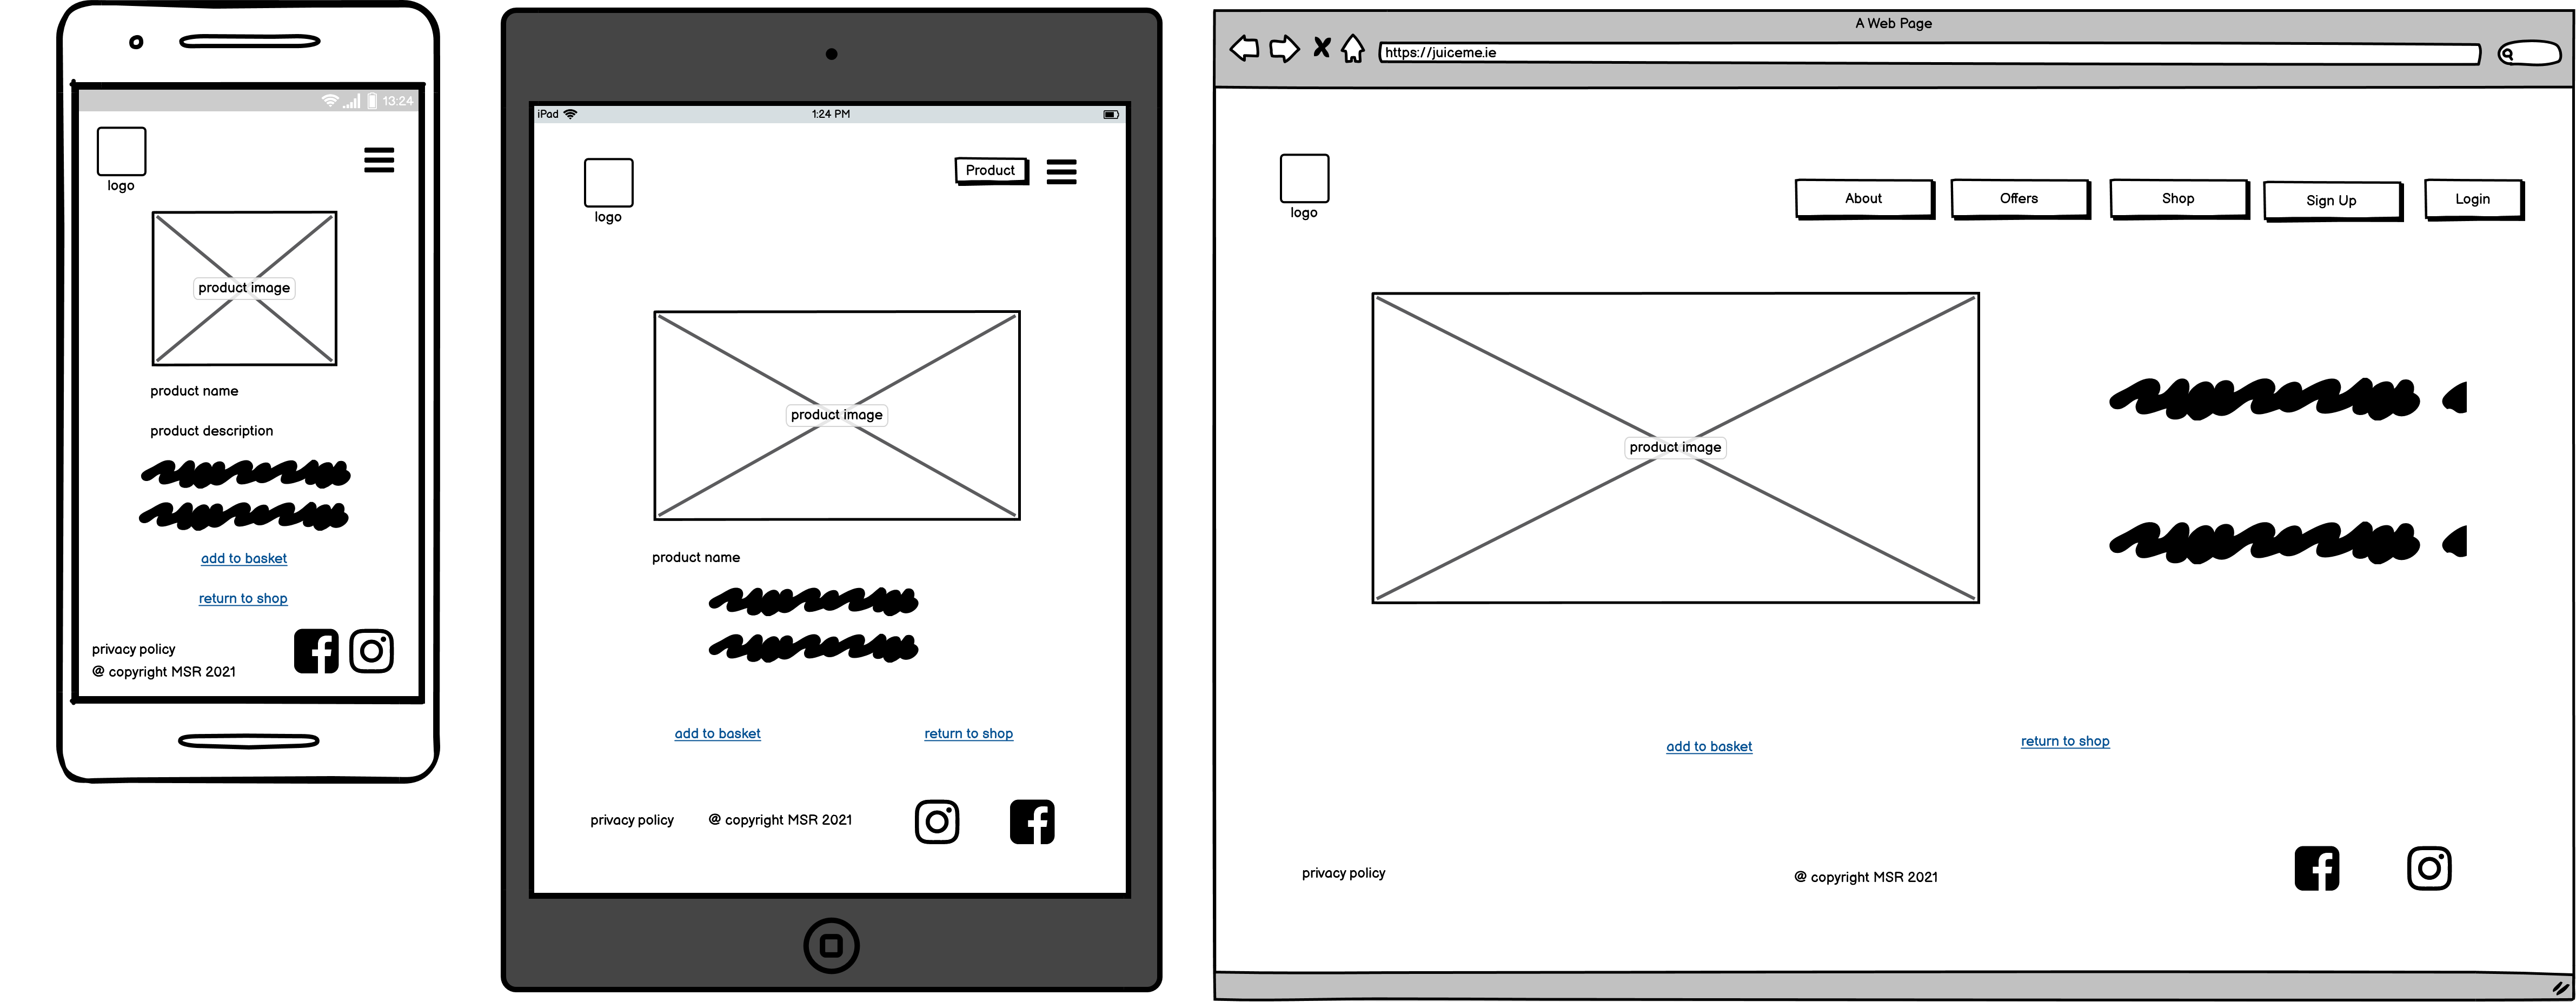 13:24
logo
product image
product name
product description
add to basket
return to shop
privacy policy
@ copyright MSR 2021
iPad
1:24 PM
Product
logo
product image
product name
add to basket
return to shop
privacy policy
@ copyright MSR 2021
A Web Page
https://juiceme.ie
logo
About
Offers
Shop
Sign Up
Login
product image
add to basket
return to shop
privacy policy
@ copyright MSR 2021